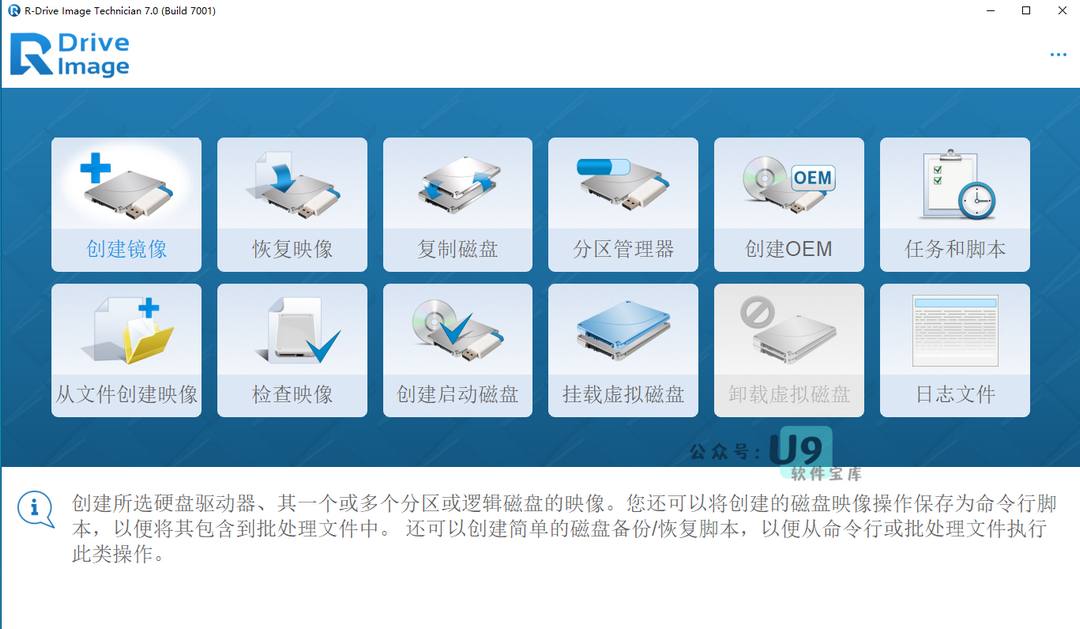 R-Drive Image Technician 7.0 (Build 7001)
R Drive
Image
创建镜像
恢复映像
复制磁盘
分区管理器
OEM
创建OEM
任务和脚本
从文件创建映像
检查映像
创建启动磁盘
挂载虚拟磁盘
卸载虚拟磁盘
日志文件
公众号：U9
软件宝库
创建所选硬盘驱动器、其一个或多个分区或逻辑磁盘的映像。您还可以将创建的磁盘映像操作保存为命令行脚
本，以便将其包含到批处理文件中。 还可以创建简单的磁盘备份/恢复脚本，以便从命令行或批处理文件执行
此类操作。